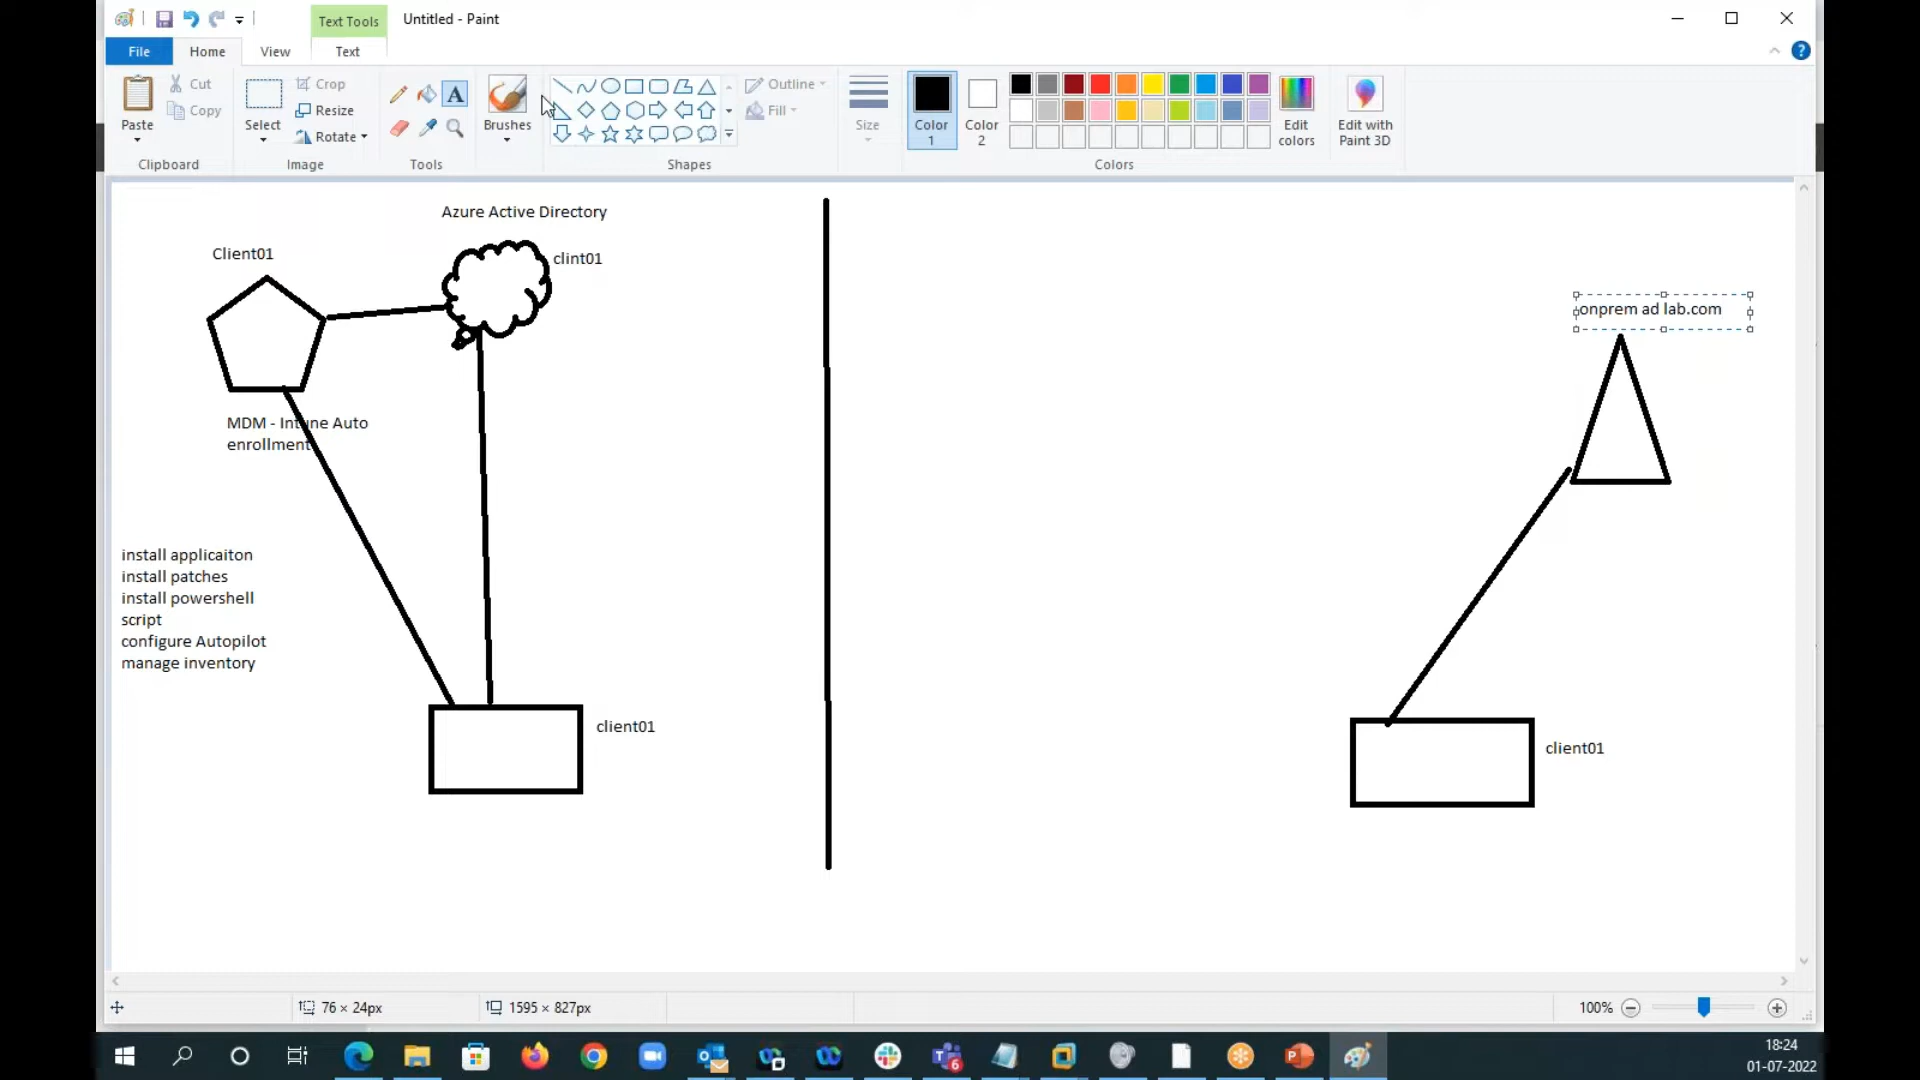 Text Tools
Untitled - Paint
File
Home
View
Text
Paste
Cut
Copy
Clipboard
Select
Crop
Resize
Rotate
Image
A
Tools
Brushes
Shapes
Outline
Fill
Size
Color
1
Color
2
Colors
Edit
colors
Edit with
Paint 3D
?
Azure Active Directory
Client01
clint01
onprem ad lab.com
MDM - Intune Auto
enrollment
install applicaiton
install patches
install powershell
script
configure Autopilot
manage inventory
client01
client01
76 × 24px
1595 × 827px
100%
6
18:24
01-07-2022